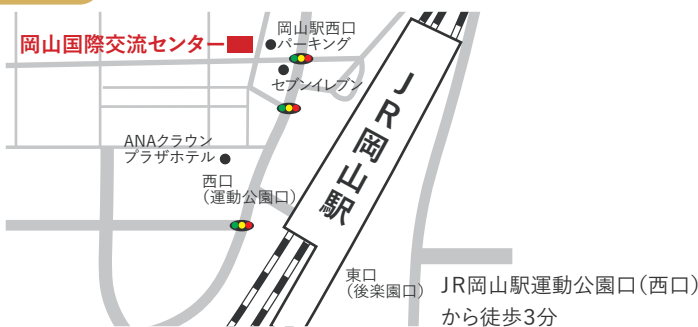 岡山国際交流センター
岡山駅西口
パーキング
セブンイレブン
ANAクラウン
プラザホテル
西口
（運動公園口）
JR岡山駅
東口
（後楽園口）
JR岡山駅運動公園口（西口）
から徒歩3分